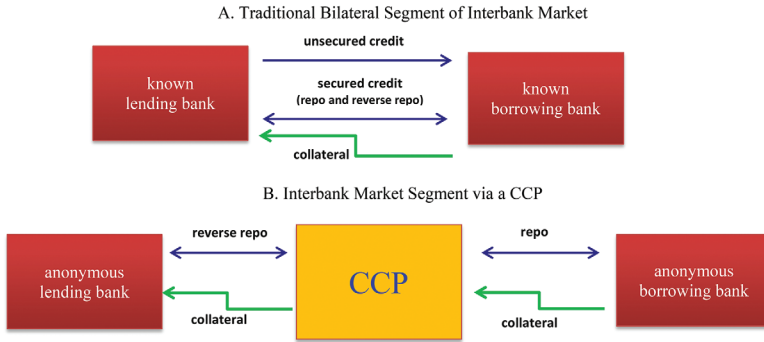 A. Traditional Bilateral Segment of Interbank Market
unsecured credit
known
lending bank
secured credit
(repo and reverse repo)
known
borrowing bank
collateral
B. Interbank Market Segment via a CCP
reverse repo
repo
anonymous
lending bank
CCP
anonymous
borrowing bank
collateral
collateral